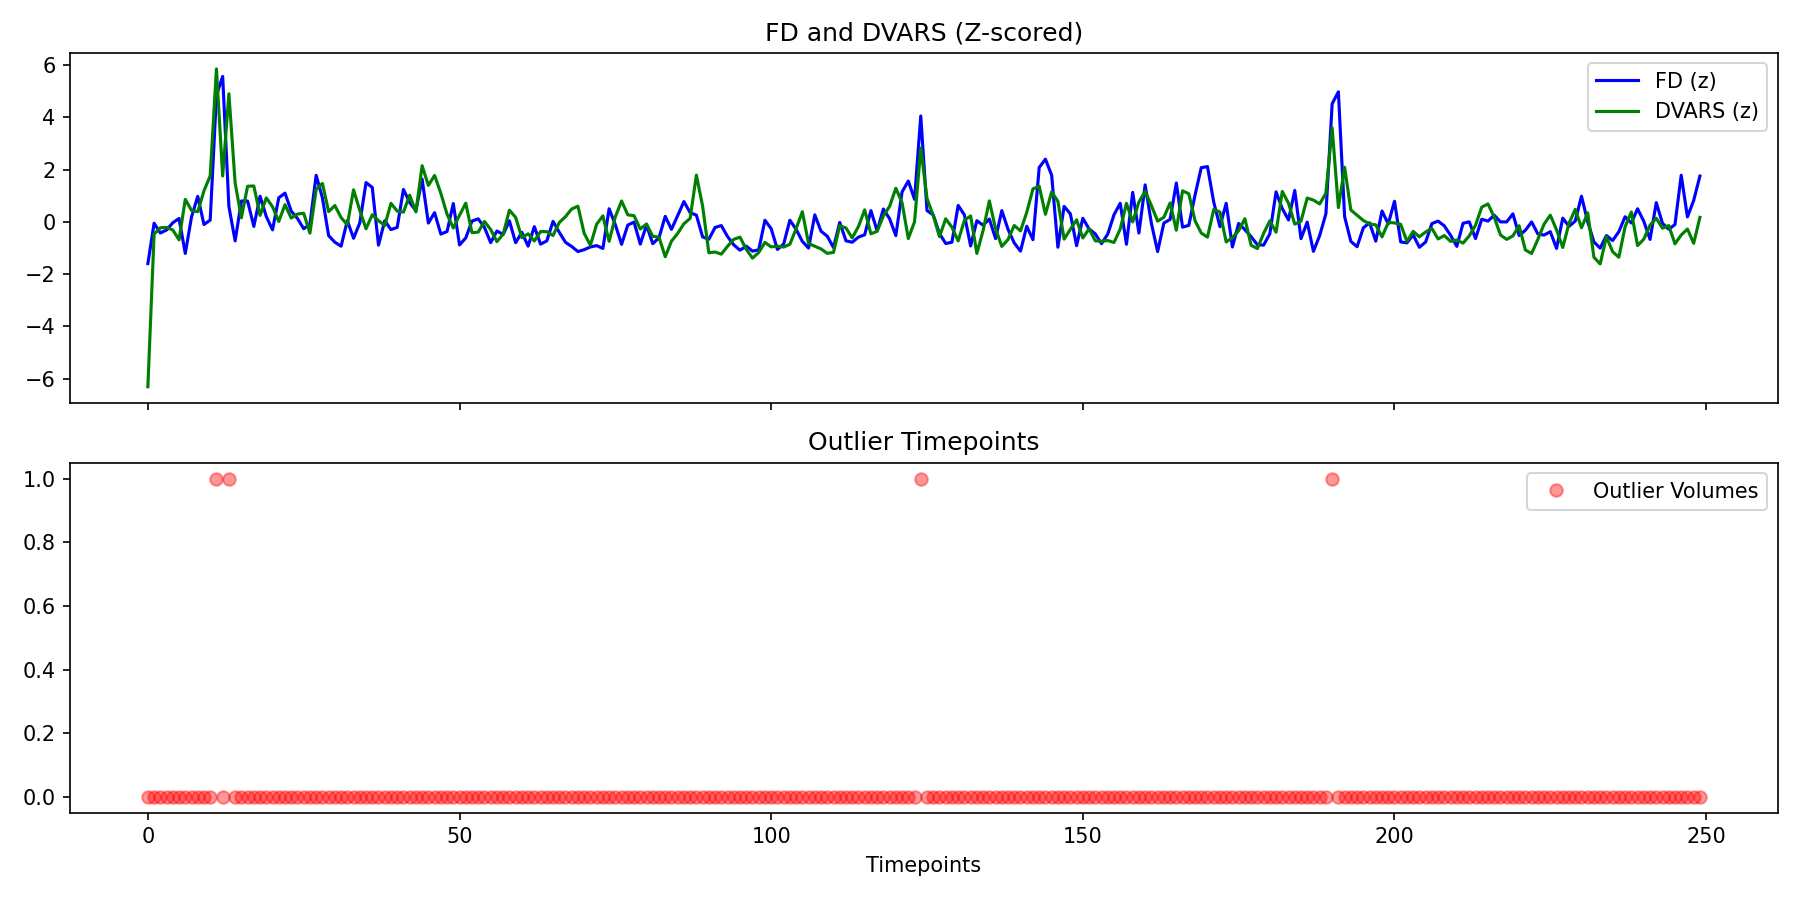 FD and DVARS (Z-scored)
6
4
2
0
−2
−4
−6
FD (z)
DVARS (z)
Outlier Timepoints
1.0
0.8
0.6
0.4
0.2
0.0
Outlier Volumes
0 50 100 150 200 250
Timepoints